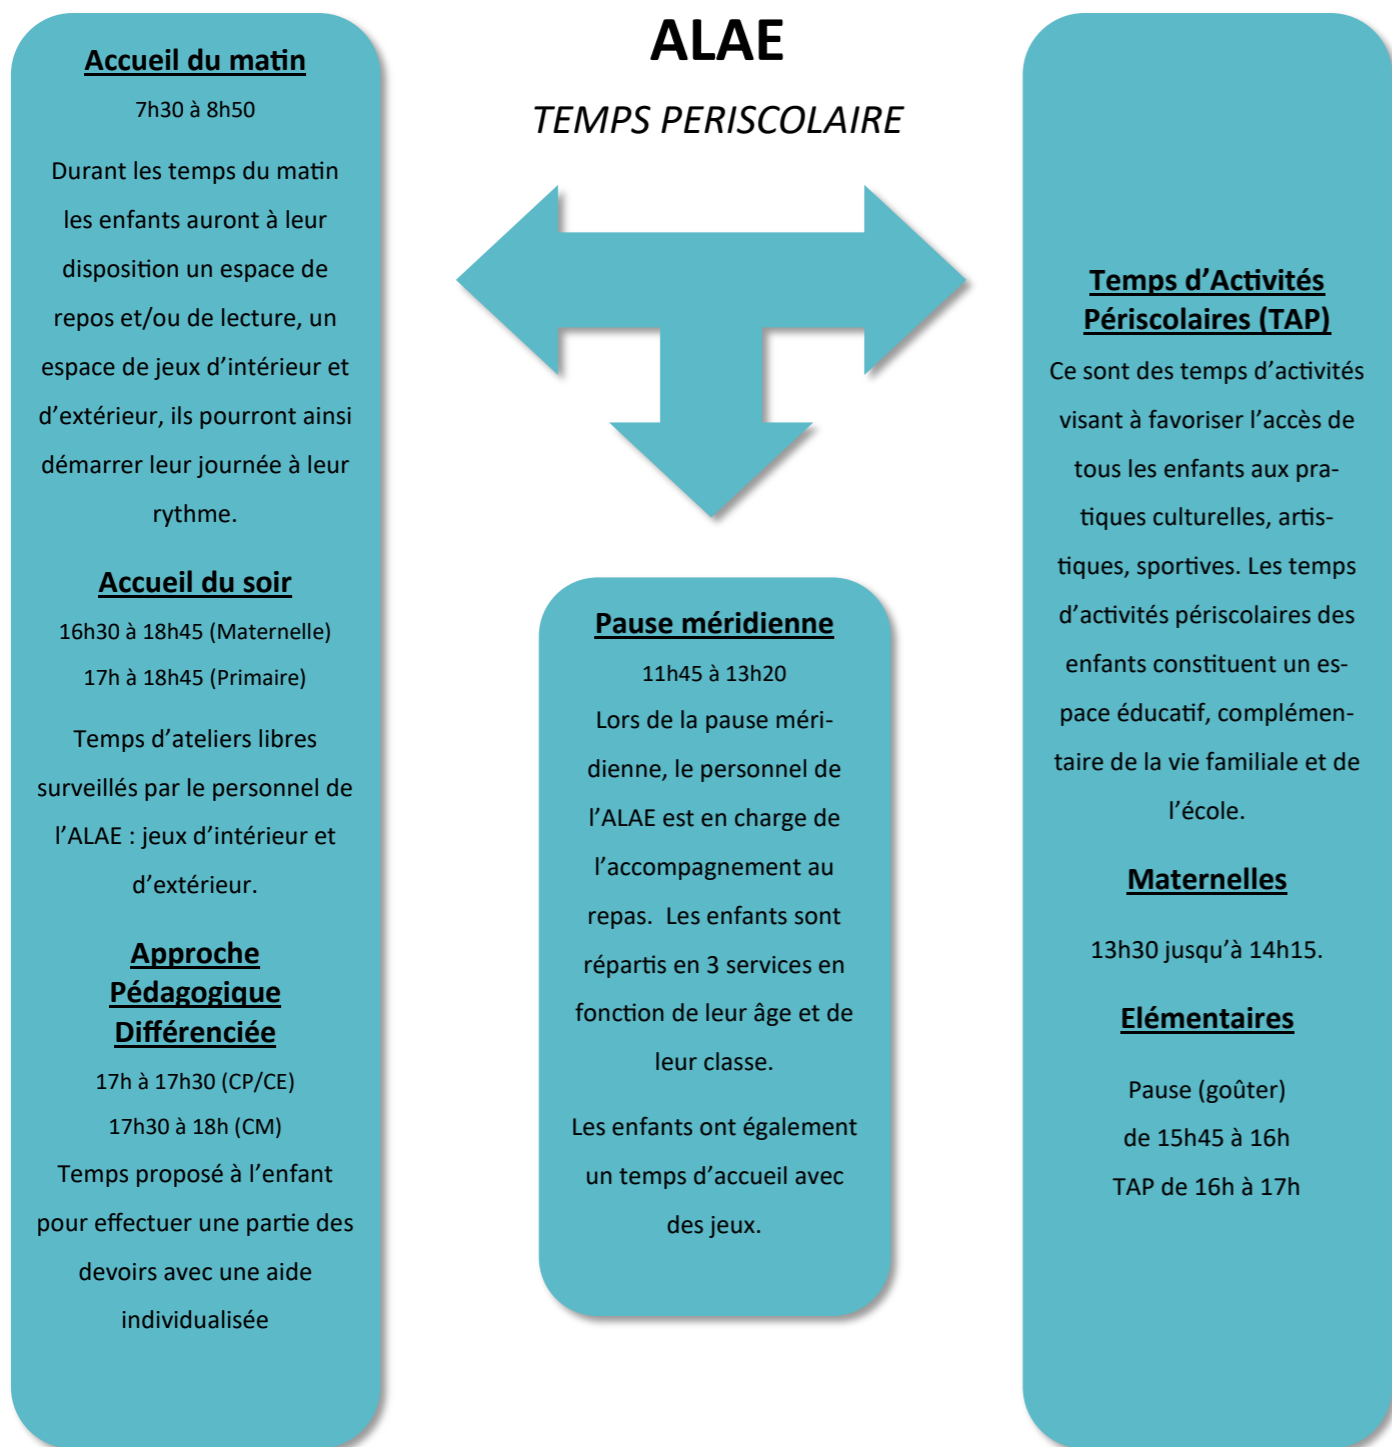 ALAE
TEMPS PERISCOLAIRE
Accueil du matin
7h30 à 8h50
Durant les temps du matin
les enfants auront à leur
disposition un espace de
repos et/ou de lecture, un
espace de jeux d’intérieur et
d’extérieur, ils pourront ainsi
démarrer leur journée à leur
rythme.
Accueil du soir
16h30 à 18h45 (Maternelle)
17h à 18h45 (Primaire)
Temps d’ateliers libres
surveillés par le personnel de
l’ALAE : jeux d’intérieur et
d’extérieur.
Approche
Pédagogique
Différenciée
17h à 17h30 (CP/CE)
17h30 à 18h (CM)
Temps proposé à l’enfant
pour effectuer une partie des
devoirs avec une aide
individualisée
Pause méridienne
11h45 à 13h20
Lors de la pause méri-
dienne, le personnel de
l’ALAE est en charge de
l’accompagnement au
repas.  Les enfants sont
répartis en 3 services en
fonction de leur âge et de
leur classe.
Les enfants ont également
un temps d’accueil avec
des jeux.
Temps d’Activités
Périscolaires (TAP)
Ce sont des temps d’activités
visant à favoriser l’accès de
tous les enfants aux pra-
tiques culturelles, artis-
tiques, sportives. Les temps
d’activités périscolaires des
enfants constituent un es-
pace éducatif, complémen-
taire de la vie familiale et de
l’école.
Maternelles
13h30 jusqu’à 14h15.
Elémentaires
Pause (goûter)
de 15h45 à 16h
TAP de 16h à 17h